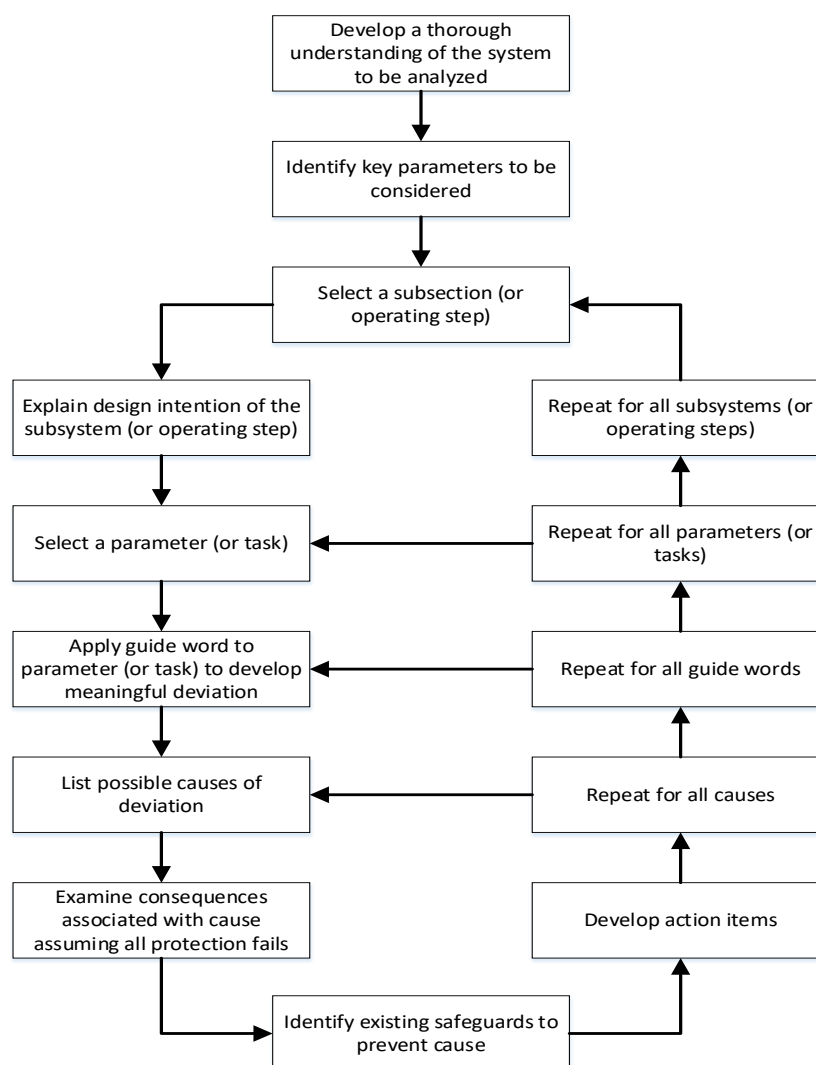 Develop a thorough
understanding of the system
to be analyzed
Identify key parameters to be
considered
Select a subsection (or
operating step)
Explain design intention of the
subsystem (or operating step)
Repeat for all subsystems (or
operating steps)
Select a parameter (or task)
Repeat for all parameters (or
tasks)
Apply guide word to
parameter (or task) to develop
meaningful deviation
Repeat for all guide words
List possible causes of
deviation
Repeat for all causes
Examine consequences
associated with cause
assuming all protection fails
Develop action items
Identify existing safeguards to
prevent cause